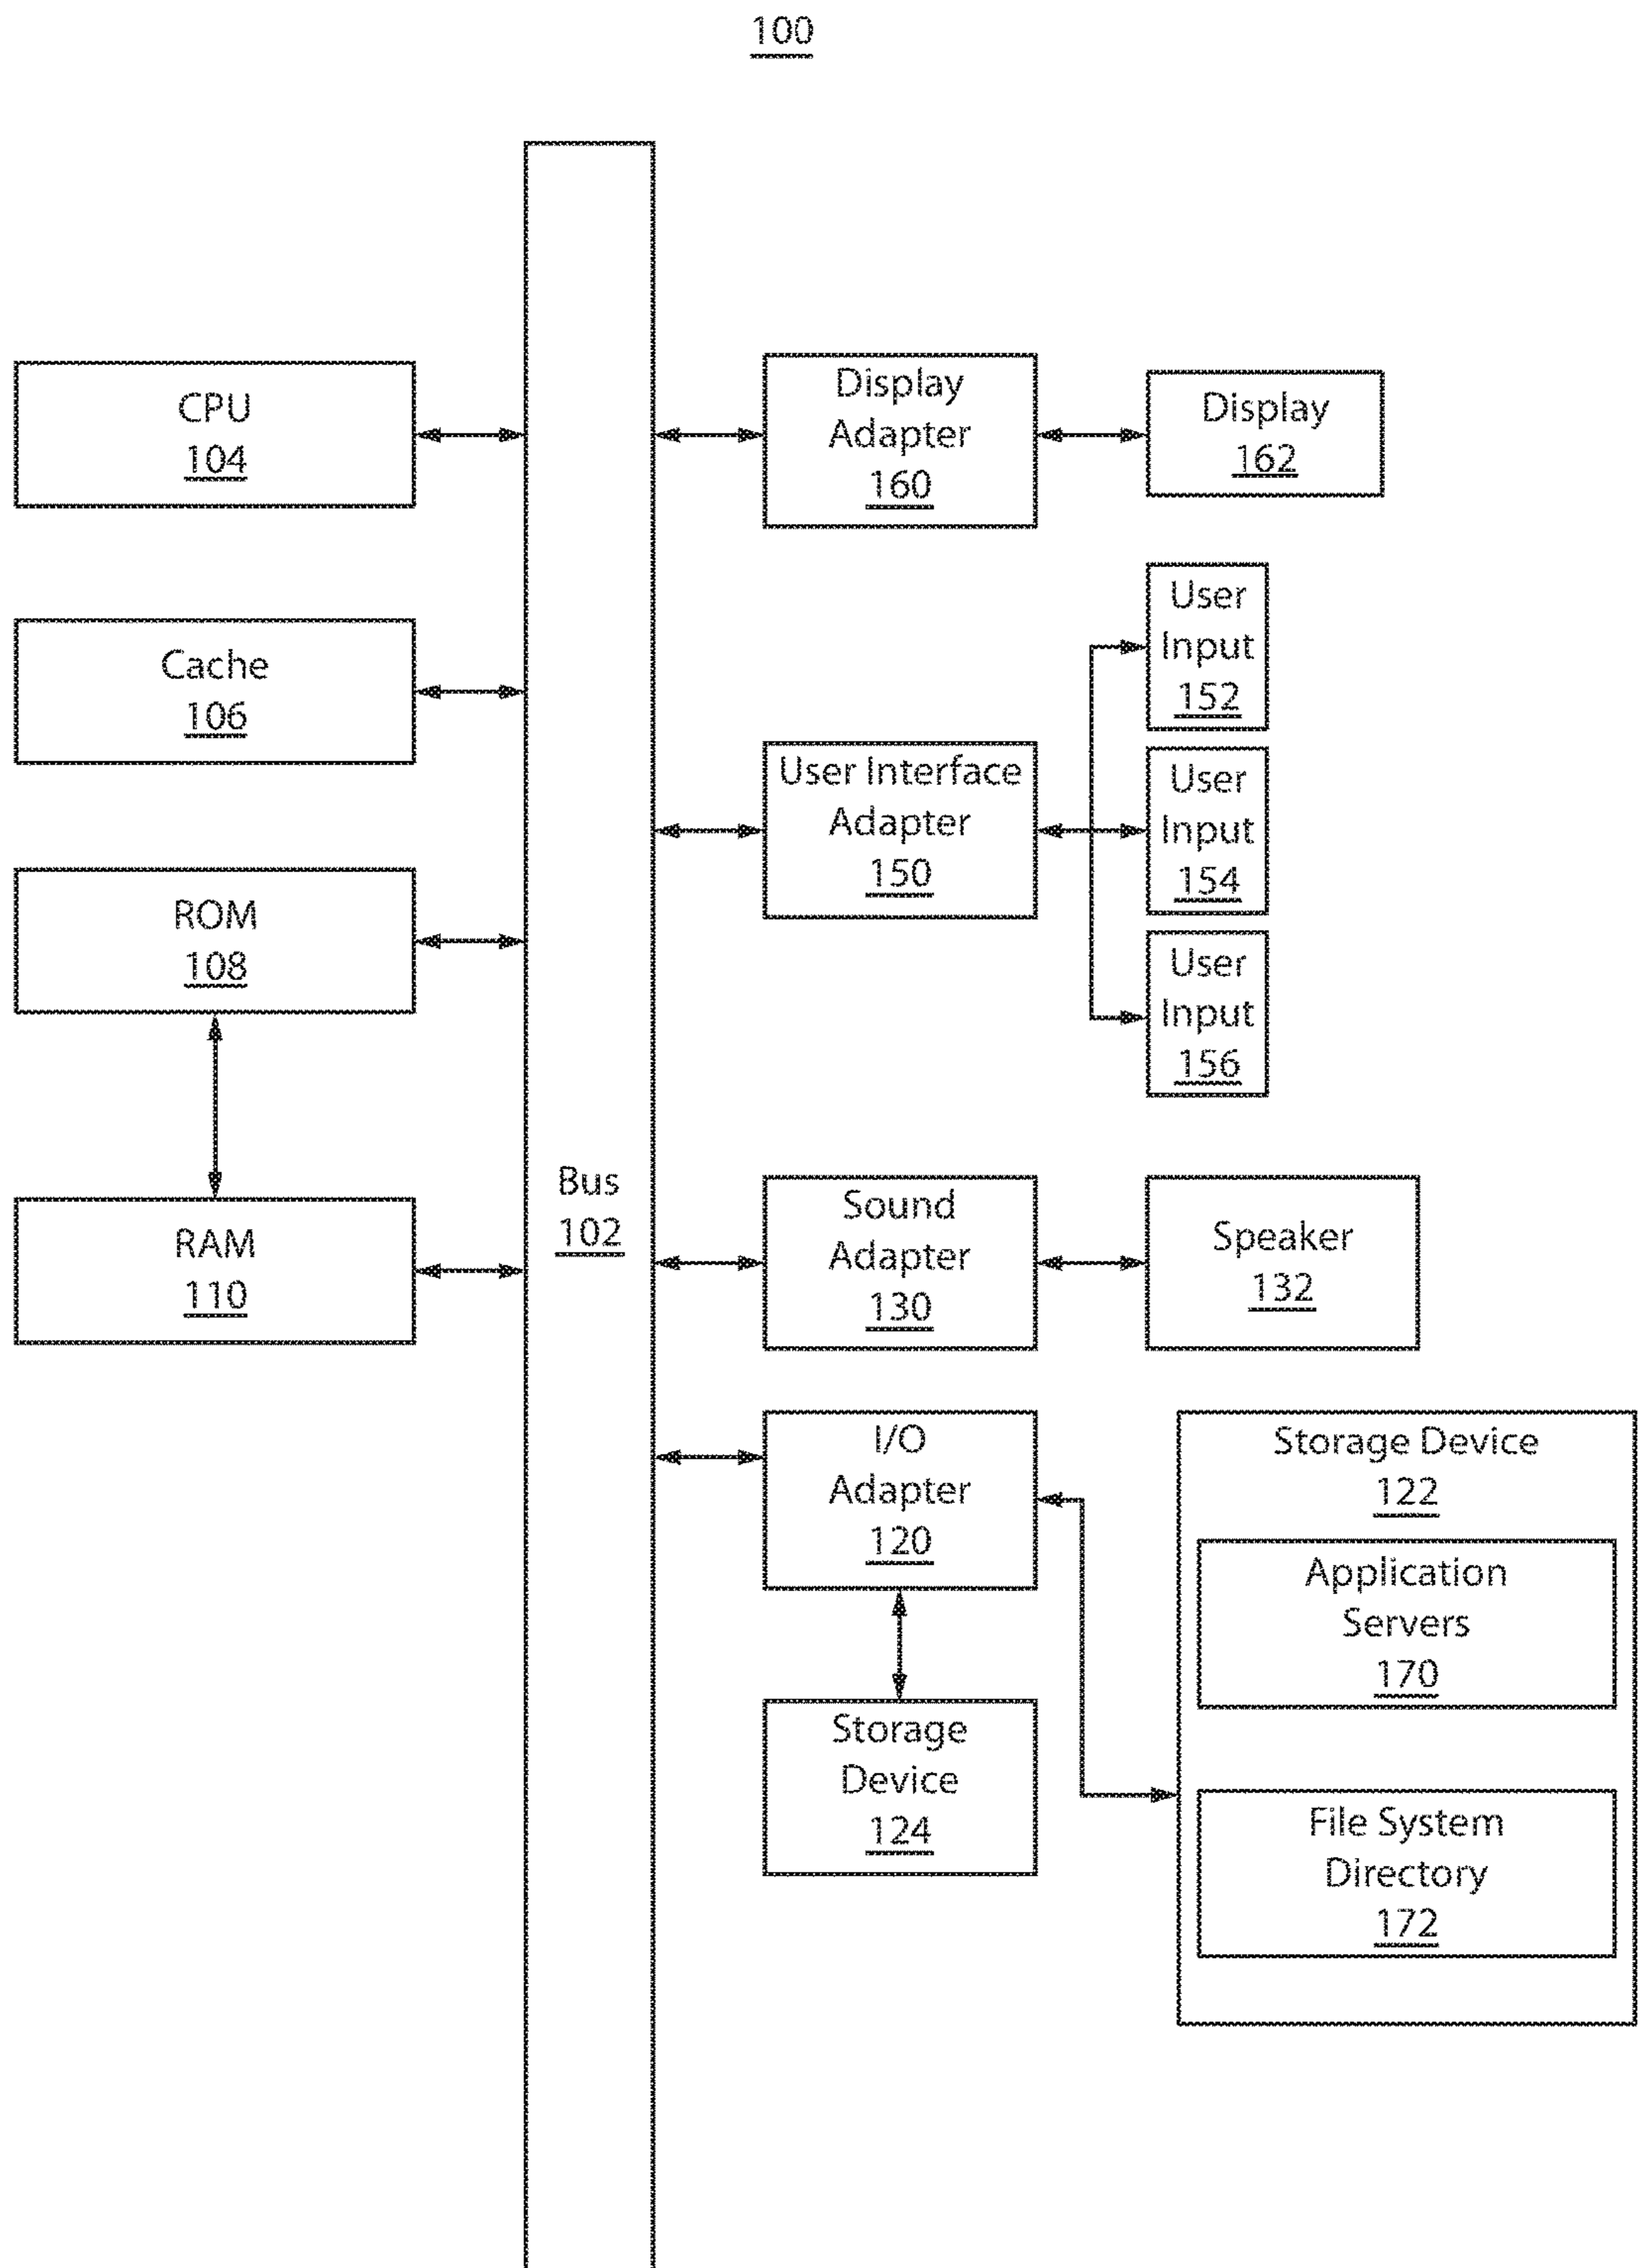 100
CPU
104
Cache
106
ROM
108
RAM
110
Bus
102
Display
Adapter
160
Display
162
User Interface
Adapter
150
User
Input
152
User
Input
154
User
Input
156
Sound
Adapter
130
Speaker
132
I/O
Adapter
120
Storage
Device
124
Storage Device
122
Application
Servers
170
File System
Directory
172